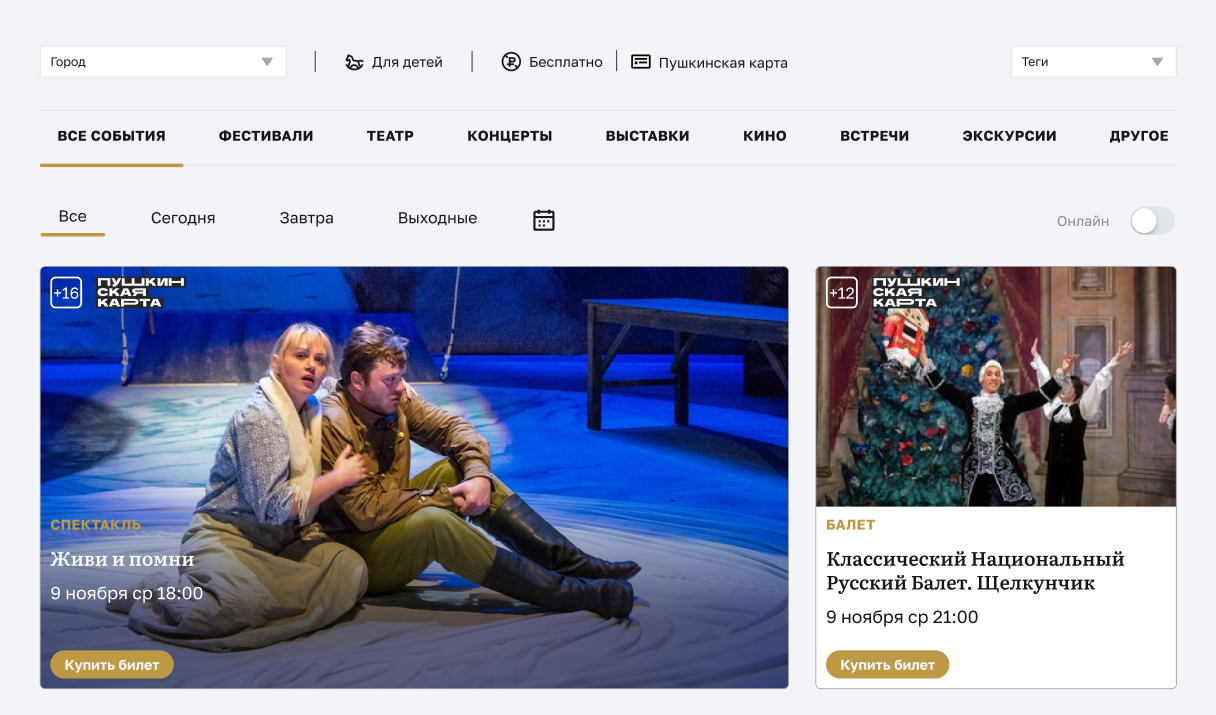 Город
Для детей
Бесплатно
Пушкинская карта
Теги
ВСЕ СОБЫТИЯ ФЕСТИВАЛИ ТЕАТР КОНЦЕРТЫ ВЫСТАВКИ КИНО ВСТРЕЧИ ЭКСКУРСИИ ДРУГОЕ
Все Сегодня Завтра Выходные
Онлайн
+16
ПУШКИН
СКАЯ
КАРТА
СПЕКТАКЛЬ
Живи и помни
9 ноября ср 18:00
Купить билет
+12
ПУШКИН
СКАЯ
КАРТА
БАЛЕТ
Классический Национальный
Русский Балет. Щелкунчик
9 ноября ср 21:00
Купить билет